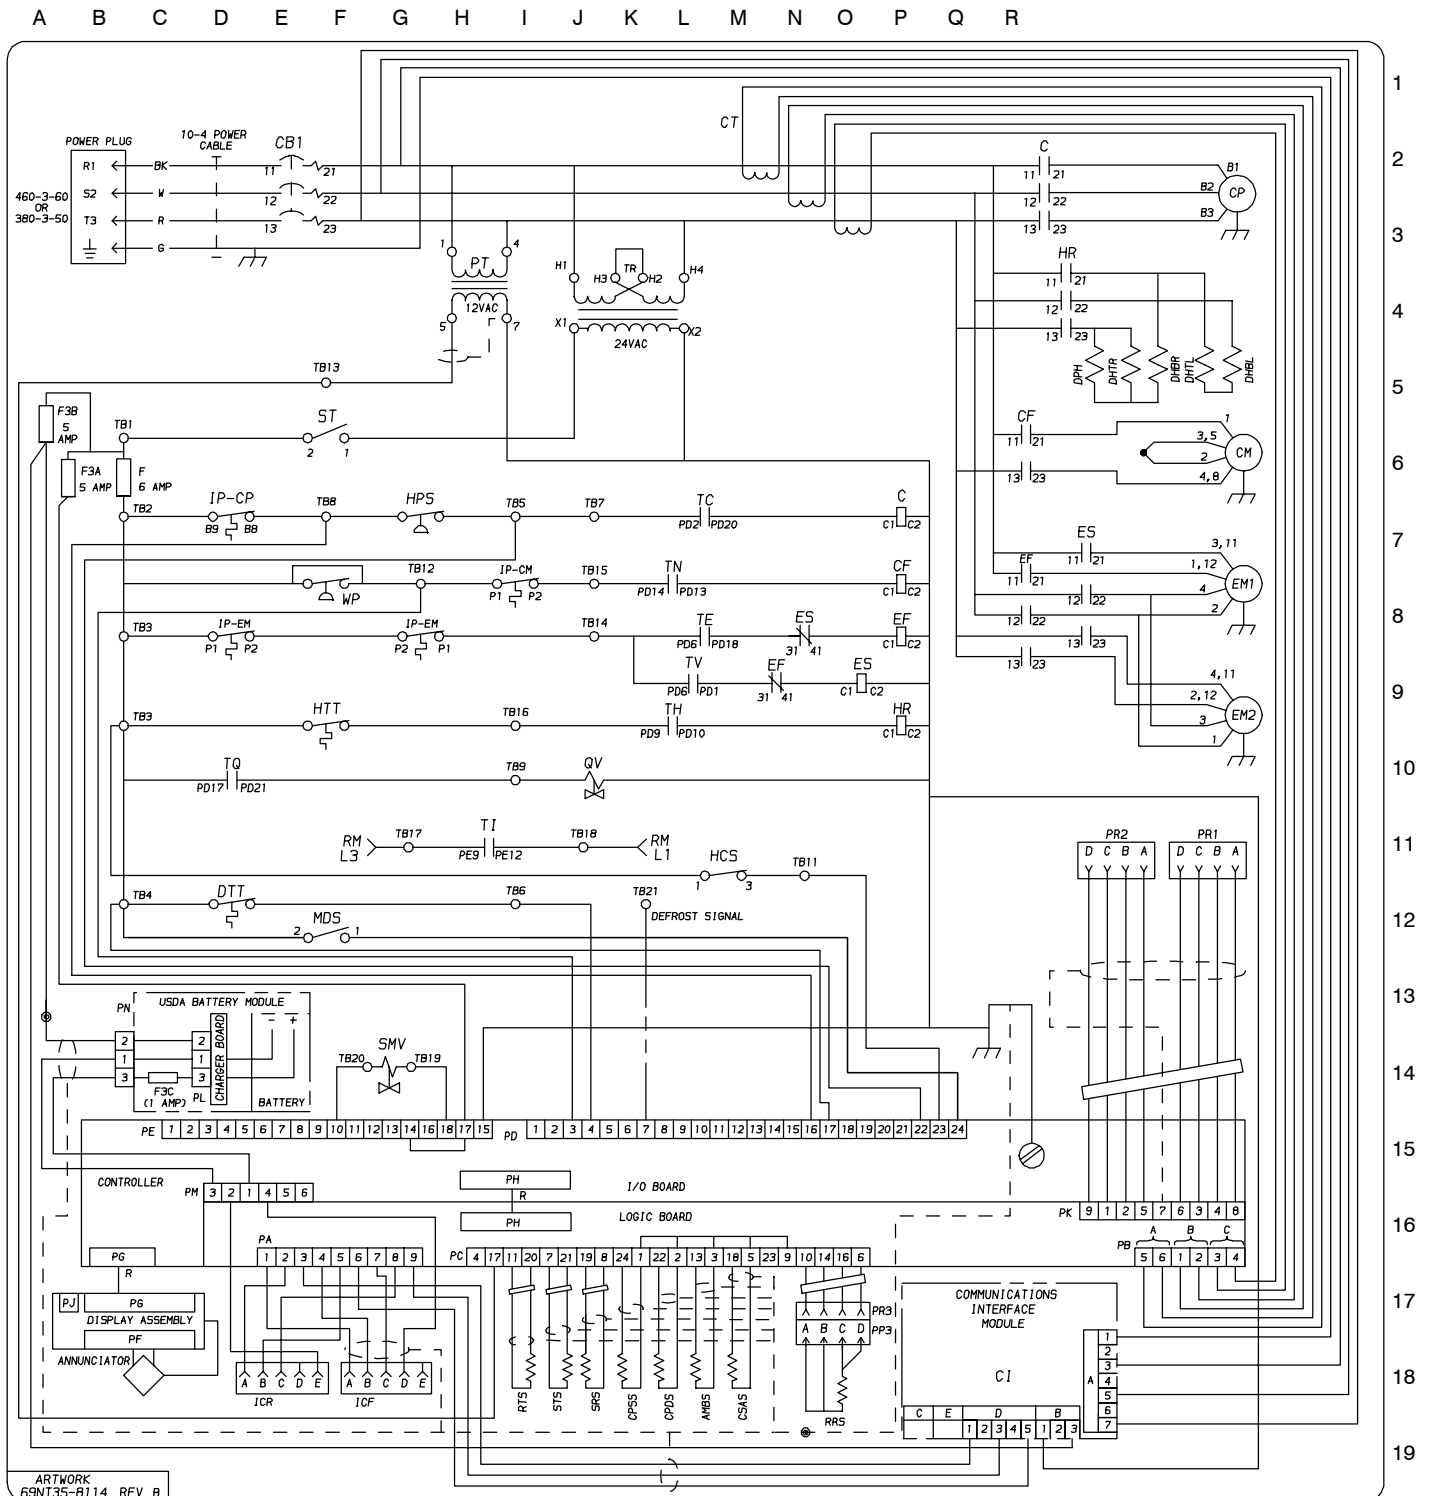 A B C D E F G H I J K L M N O P Q R
1
CT
POWER PLUG
10-4 POWER
CABLE
CB1
C
2
R1 BK 11 21 11 21 B1
460-3-60
OR
380-3-50
S2 W 12 22 12 22 B2 CP
T3 R 13 23 13 23 B3
G
3
1 PT 4
H1 H3 TR H2 H4
HR
11 21
12VAC
4
5 7 X1 X2
12 22
24VAC
13 23
TB13
DPH DHTR DHBR DHTL DHBL
5
F3B
5
AMP
TB1 ST
2 1
CF
11 21 1
3,5
2
CM
F3A
5 AMP
F
6 AMP
13 23 4,8
6
TB2 IP-CP TB8 HPS TB5 TB7 TC C
B9 B8 PD2 PD20 C1 C2
7
ES
11 21 3,11
EF
11 21 1,12
WP TB12 IP-CM TB15 TN CF
P1 P2 PD14 PD13 C1 C2
4 EM1
12 22
12 22 2
8
TB3 IP-EM IP-EM TB14 TE ES EF
P1 P2 P2 P1 PD6 PD18 31 41 C1 C2
13 23
13 23
TV EF ES
PD6 PD1 31 41 C1 C2
4,11
2,12
9
TB3 HTT TB16 TH HR
PD9 PD10 C1 C2
3 EM2
1
TQ TB9 QV
PD17 PD21
10
RM
L3
TB17 TI TB18
PE9 PE12
RM
L1
PR2 PR1
D C B A D C B A
11
HCS TB11
1 3
TB4 DTT TB6 TB21
DEFROST SIGNAL
12
MDS
2 1
PN USDA BATTERY MODULE
- +
13
2 2
1 1
3 3
CHARGER BOARD
F3C
(1 AMP) PL BATTERY
TB20 SMV TB19
14
PE 1 2 3 4 5 6 7 8 9 10 11 12 13 14 16 18 17 15
PD 1 2 3 4 5 6 7 8 9 10 11 12 13 14 15 16 17 18 19 20 21 22 23 24
15
CONTROLLER
PM 3 2 1 4 5 6
PH
R
PH
I/O BOARD
LOGIC BOARD
PK 9 1 2 5 7 6 3 4 8
16
A B C
PB 5 6 1 2 3 4
PG
R
PA 1 2 3 4 5 6 7 8 9
PC 4 17 11 20 7 21 19 8 24 1 22 2 13 3 18 5 23 9 10 14 16 6
PJ PG
DISPLAY ASSEMBLY
PF
ANNUNCIATOR
17
PR3
A B C D PP3
COMMUNICATIONS
INTERFACE
MODULE
CI
A
1
2
3
4
5
6
7
18
A B C D E
ICR
A B C D E
ICF
RTS STS SRS CPSS CPDS AMBS CSAS RRS
C E D B
1 2 3 4 5 1 2 3
19
ARTWORK
69NT35-8114 REV B